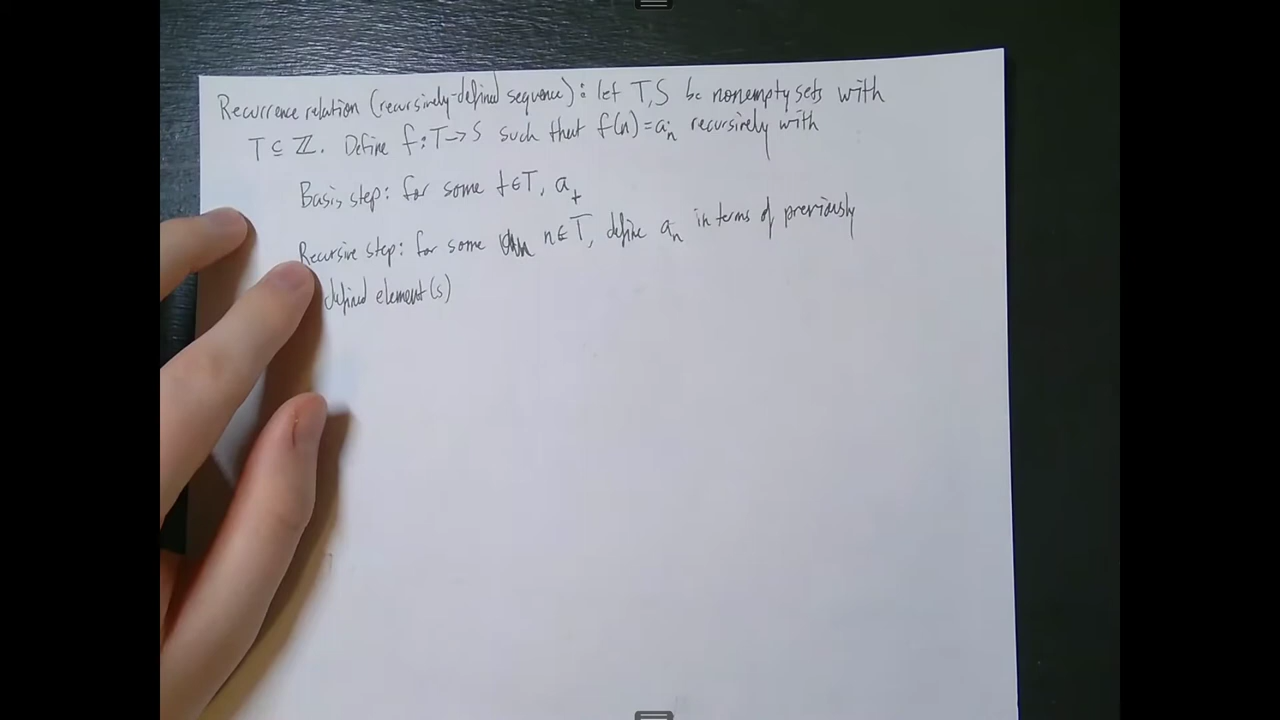 Recurrence relation (recursively-defined sequence): let T,S be nonempty sets with
T ⊆ ℤ. Define f: T→S such that f(n)=aₙ recursively with
Basis step: for some t∈T, aₜ
Recursive step: for some n∈T, define aₙ in terms of previously
defined element(s)